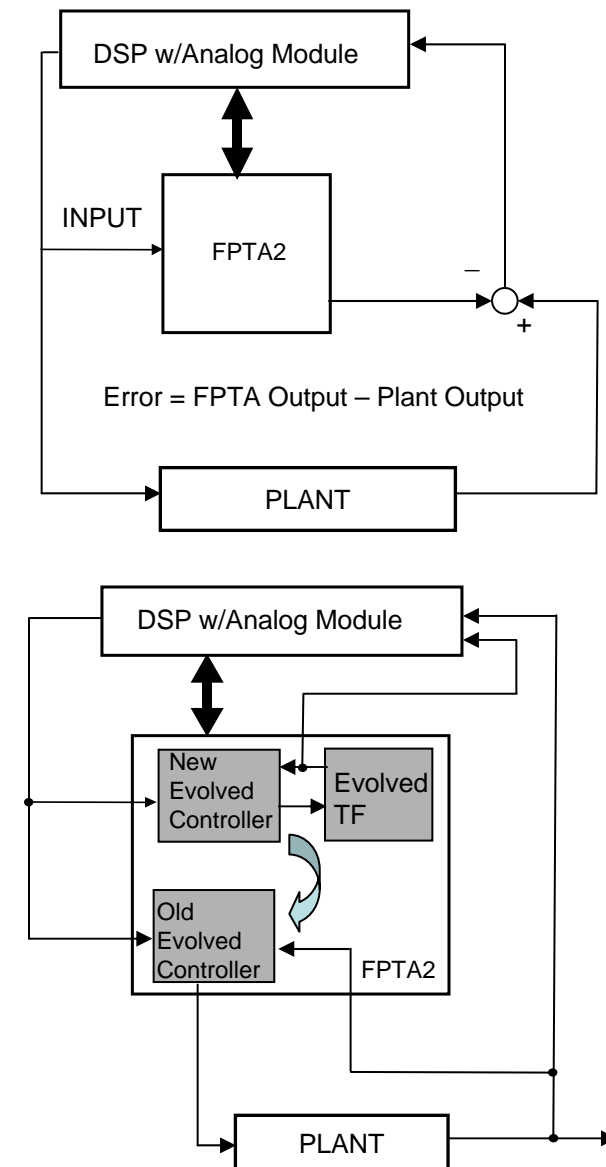 DSP w/Analog Module
INPUT
FPTA2
–
+
Error = FPTA Output – Plant Output
PLANT
DSP w/Analog Module
New
Evolved
Controller
Evolved
TF
Old
Evolved
Controller
FPTA2
PLANT